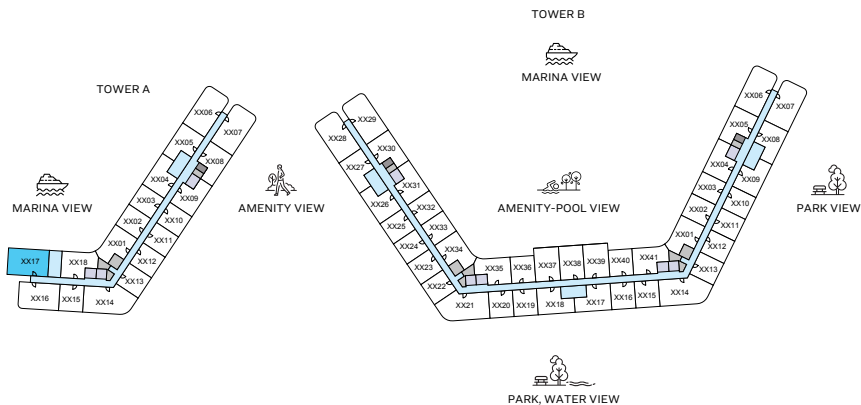 TOWER B
MARINA VIEW
TOWER A
MARINA VIEW
AMENITY VIEW
AMENITY-POOL VIEW
PARK VIEW
PARK, WATER VIEW
XX06
XX07
XX05
XX08
XX04
XX09
XX03
XX10
XX02
XX11
XX01
XX12
XX17
XX18
XX13
XX16
XX15
XX14
XX29
XX28
XX30
XX27
XX31
XX26
XX32
XX25
XX33
XX24
XX34
XX23
XX22
XX35
XX36
XX37
XX38
XX39
XX40
XX41
XX21
XX20
XX19
XX18
XX17
XX16
XX15
XX14
XX06
XX07
XX05
XX08
XX04
XX09
XX03
XX10
XX02
XX11
XX01
XX12
XX13